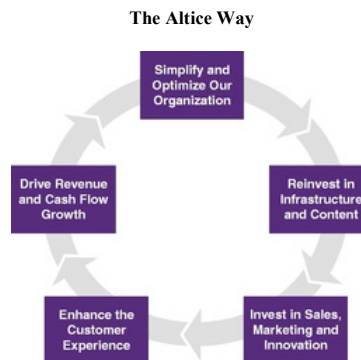 The Altice Way
Simplify and
Optimize Our
Organization
Reinvest in
Infrastructure
and Content
Invest in Sales,
Marketing and
Innovation
Enhance the
Customer
Experience
Drive Revenue
and Cash Flow
Growth